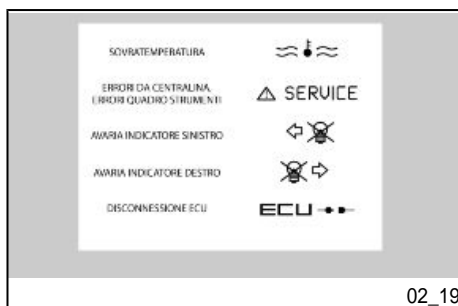 SOVRATEMPERATURA
ERRORI DA CENTRALINA, SERVICE
ERRORI QUADRO STRUMENTI
AVARIA INDICATORE SINISTRO
AVARIA INDICATORE DESTRO
DISCONNESSIONE ECU ECU
02_19